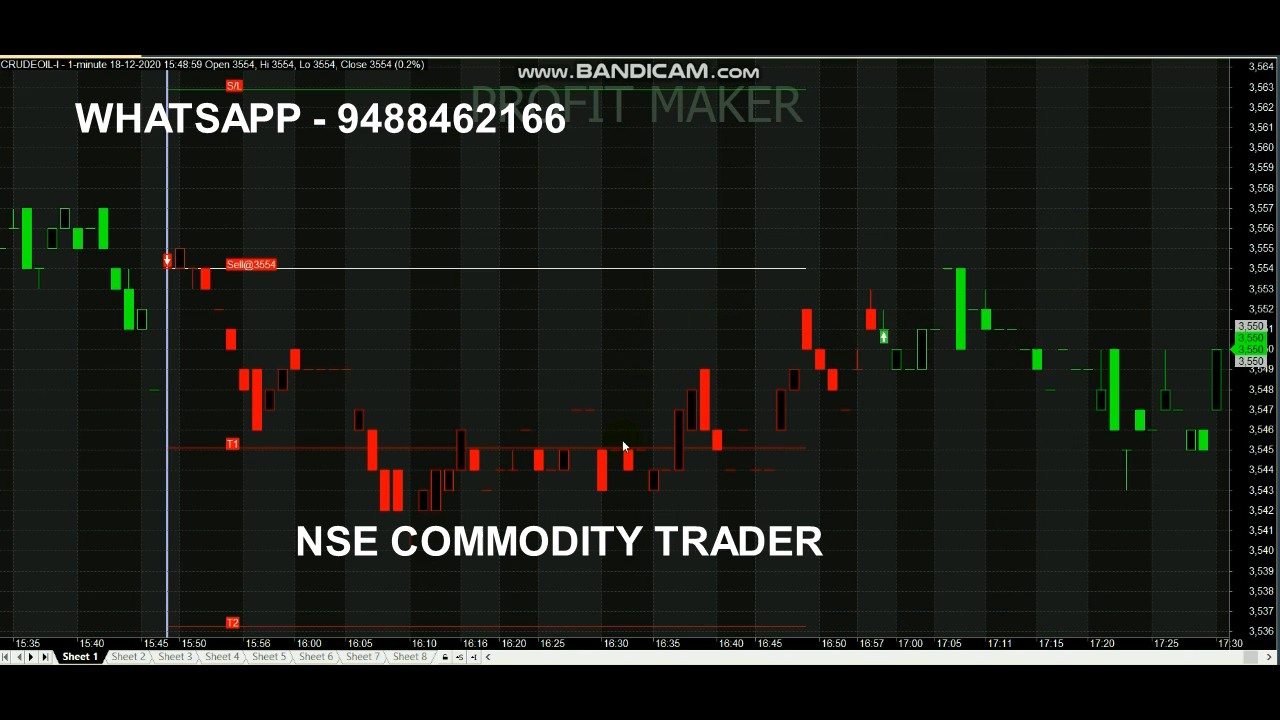 CRUDEOIL-I - 1-minute 18-12-2020 15:48:59 Open 3554, Hi 3554, Lo 3554, Close 3554 (0.2%)
www.BANDICAM.com
S/L
PROFIT MAKER
WHATSAPP - 9488462166
Sell@3554
T1
NSE COMMODITY TRADER
T2
3,564
3,563
3,562
3,561
3,560
3,559
3,558
3,557
3,556
3,555
3,554
3,553
3,552
3,550
3,550
3,550
3,550
3,549
3,548
3,547
3,546
3,545
3,544
3,543
3,542
3,541
3,540
3,539
3,538
3,537
3,536
15:35 15:40 15:45 15:50 15:56 16:00 16:05 16:10 16:16 16:20 16:25 16:30 16:35 16:40 16:45 16:50 16:57 17:00 17:05 17:11 17:15 17:20 17:25 17:30
Sheet 1 Sheet 2 Sheet 3 Sheet 4 Sheet 5 Sheet 6 Sheet 7 Sheet 8